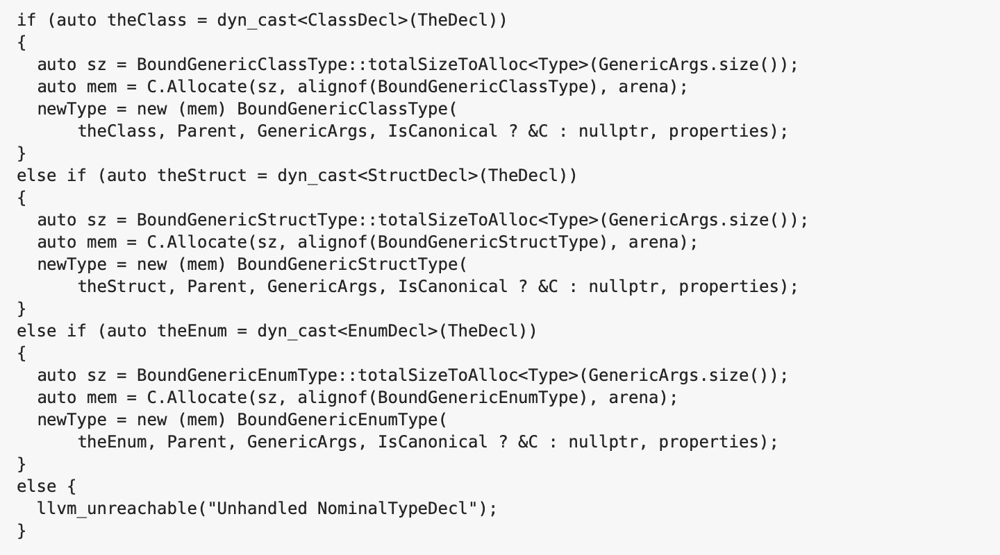 if (auto theClass = dyn_cast<ClassDecl>(TheDecl))
{
  auto sz = BoundGenericClassType::totalSizeToAlloc<Type>(GenericArgs.size());
  auto mem = C.Allocate(sz, alignof(BoundGenericClassType), arena);
  newType = new (mem) BoundGenericClassType(
      theClass, Parent, GenericArgs, IsCanonical ? &C : nullptr, properties);
}
else if (auto theStruct = dyn_cast<StructDecl>(TheDecl))
{
  auto sz = BoundGenericStructType::totalSizeToAlloc<Type>(GenericArgs.size());
  auto mem = C.Allocate(sz, alignof(BoundGenericStructType), arena);
  newType = new (mem) BoundGenericStructType(
      theStruct, Parent, GenericArgs, IsCanonical ? &C : nullptr, properties);
}
else if (auto theEnum = dyn_cast<EnumDecl>(TheDecl))
{
  auto sz = BoundGenericEnumType::totalSizeToAlloc<Type>(GenericArgs.size());
  auto mem = C.Allocate(sz, alignof(BoundGenericEnumType), arena);
  newType = new (mem) BoundGenericEnumType(
      theEnum, Parent, GenericArgs, IsCanonical ? &C : nullptr, properties);
}
else {
  llvm_unreachable("Unhandled NominalTypeDecl");
}